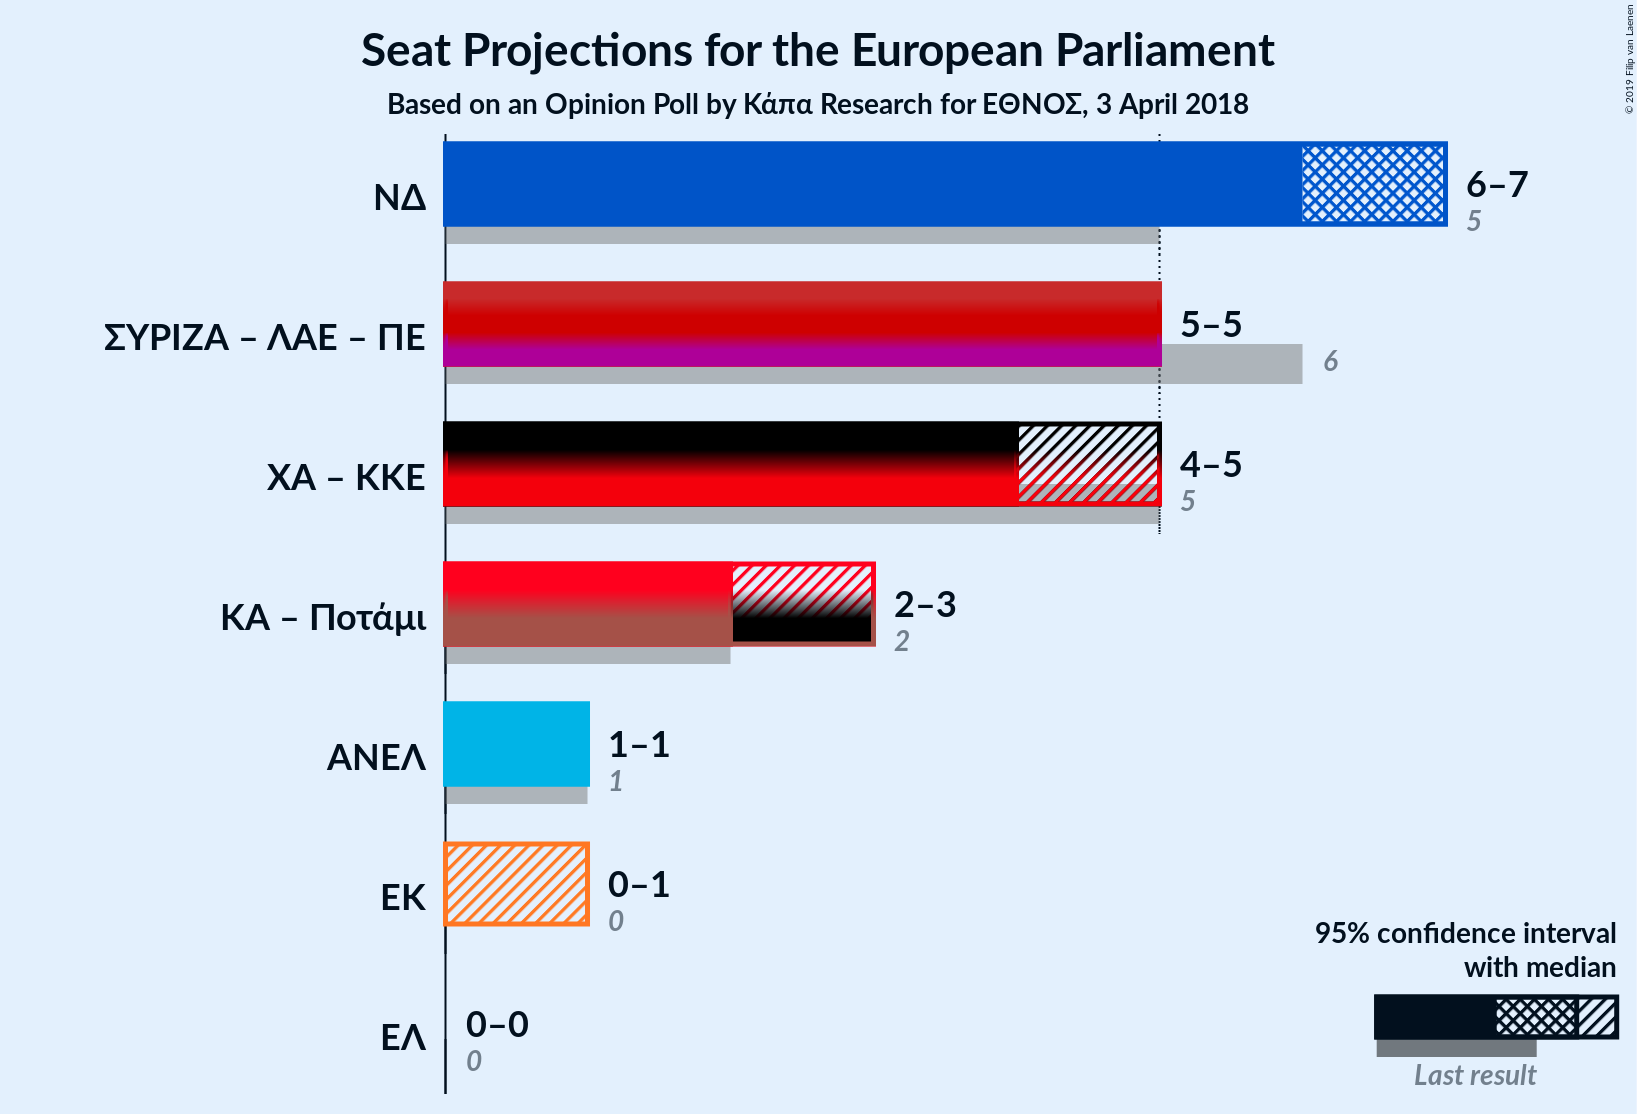 Seat Projections for the European Parliament
Based on an Opinion Poll by Κάπα Research for ΕΘΝΟΣ, 3 April 2018
© 2019 Filip van Laenen
ΝΔ
6–7
5
ΣΥΡΙΖΑ – ΛΑΕ – ΠΕ
5–5
6
ΧΑ – ΚΚΕ
4–5
5
ΚΑ – Ποτάμι
2–3
2
ΑΝΕΛ
1–1
1
ΕΚ
0–1
0
ΕΛ
0–0
0
95% confidence interval
with median
Last result